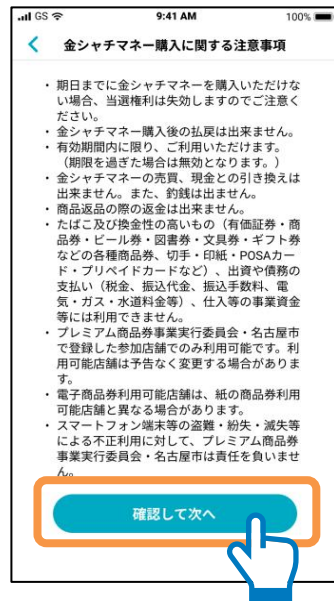 GS 9:41 AM 100%
金シャチマネー購入に関する注意事項
・期日までに金シャチマネーを購入いただけな
い場合、当選権利は失効しますのでご注意く
ださい。
・金シャチマネー購入後の払戻は出来ません。
・有効期間内に限り、ご利用いただけます。
（期限を過ぎた場合は無効となります。）
・金シャチマネーの売買、現金との引き換えは
出来ません。また、釣銭は出ません。
・商品返品の際の返金は出来ません。
・たばこ及び換金性の高いもの（有価証券・商
品券・ビール券・図書券・文具券・ギフト券
などの各種商品券、切手・印紙・POSAカー
ド・プリペイドカードなど）、出資や債務の
支払い（税金、振込代金、振込手数料、電
気・ガス・水道料金等）、仕入等の事業資金
等には利用できません。
・プレミアム商品券事業実行委員会・名古屋市
で登録した参加店舗でのみ利用可能です。利
用可能店舗は予告なく変更する場合がありま
す。
・電子商品券利用可能店舗は、紙の商品券利用
可能店舗と異なる場合があります。
・スマートフォン端末等の盗難・紛失・滅失等
による不正利用に対して、プレミアム商品券
事業実行委員会・名古屋市は責任を負いませ
ん。
確認して次へ